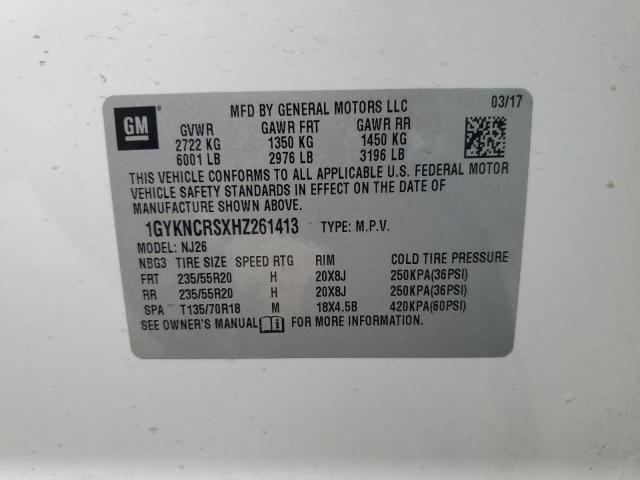 GM
MFD BY GENERAL MOTORS LLC 03/17
GVWR GAWR FRT GAWR RR
2722 KG 1350 KG 1450 KG
6001 LB 2976 LB 3196 LB
THIS VEHICLE CONFORMS TO ALL APPLICABLE U.S. FEDERAL MOTOR
VEHICLE SAFETY STANDARDS IN EFFECT ON THE DATE OF
MANUFACTURE SHOWN ABOVE.
1GYKNCRSXHZ261413 TYPE: M.P.V.
MODEL: NJ26
NBG3 TIRE SIZE SPEED RTG RIM COLD TIRE PRESSURE
FRT 235/55R20 H 20X8J 250KPA(36PSI)
RR 235/55R20 H 20X8J 250KPA(36PSI)
SPA T135/70R18 M 18X4.5B 420KPA(60PSI)
SEE OWNER'S MANUAL FOR MORE INFORMATION.